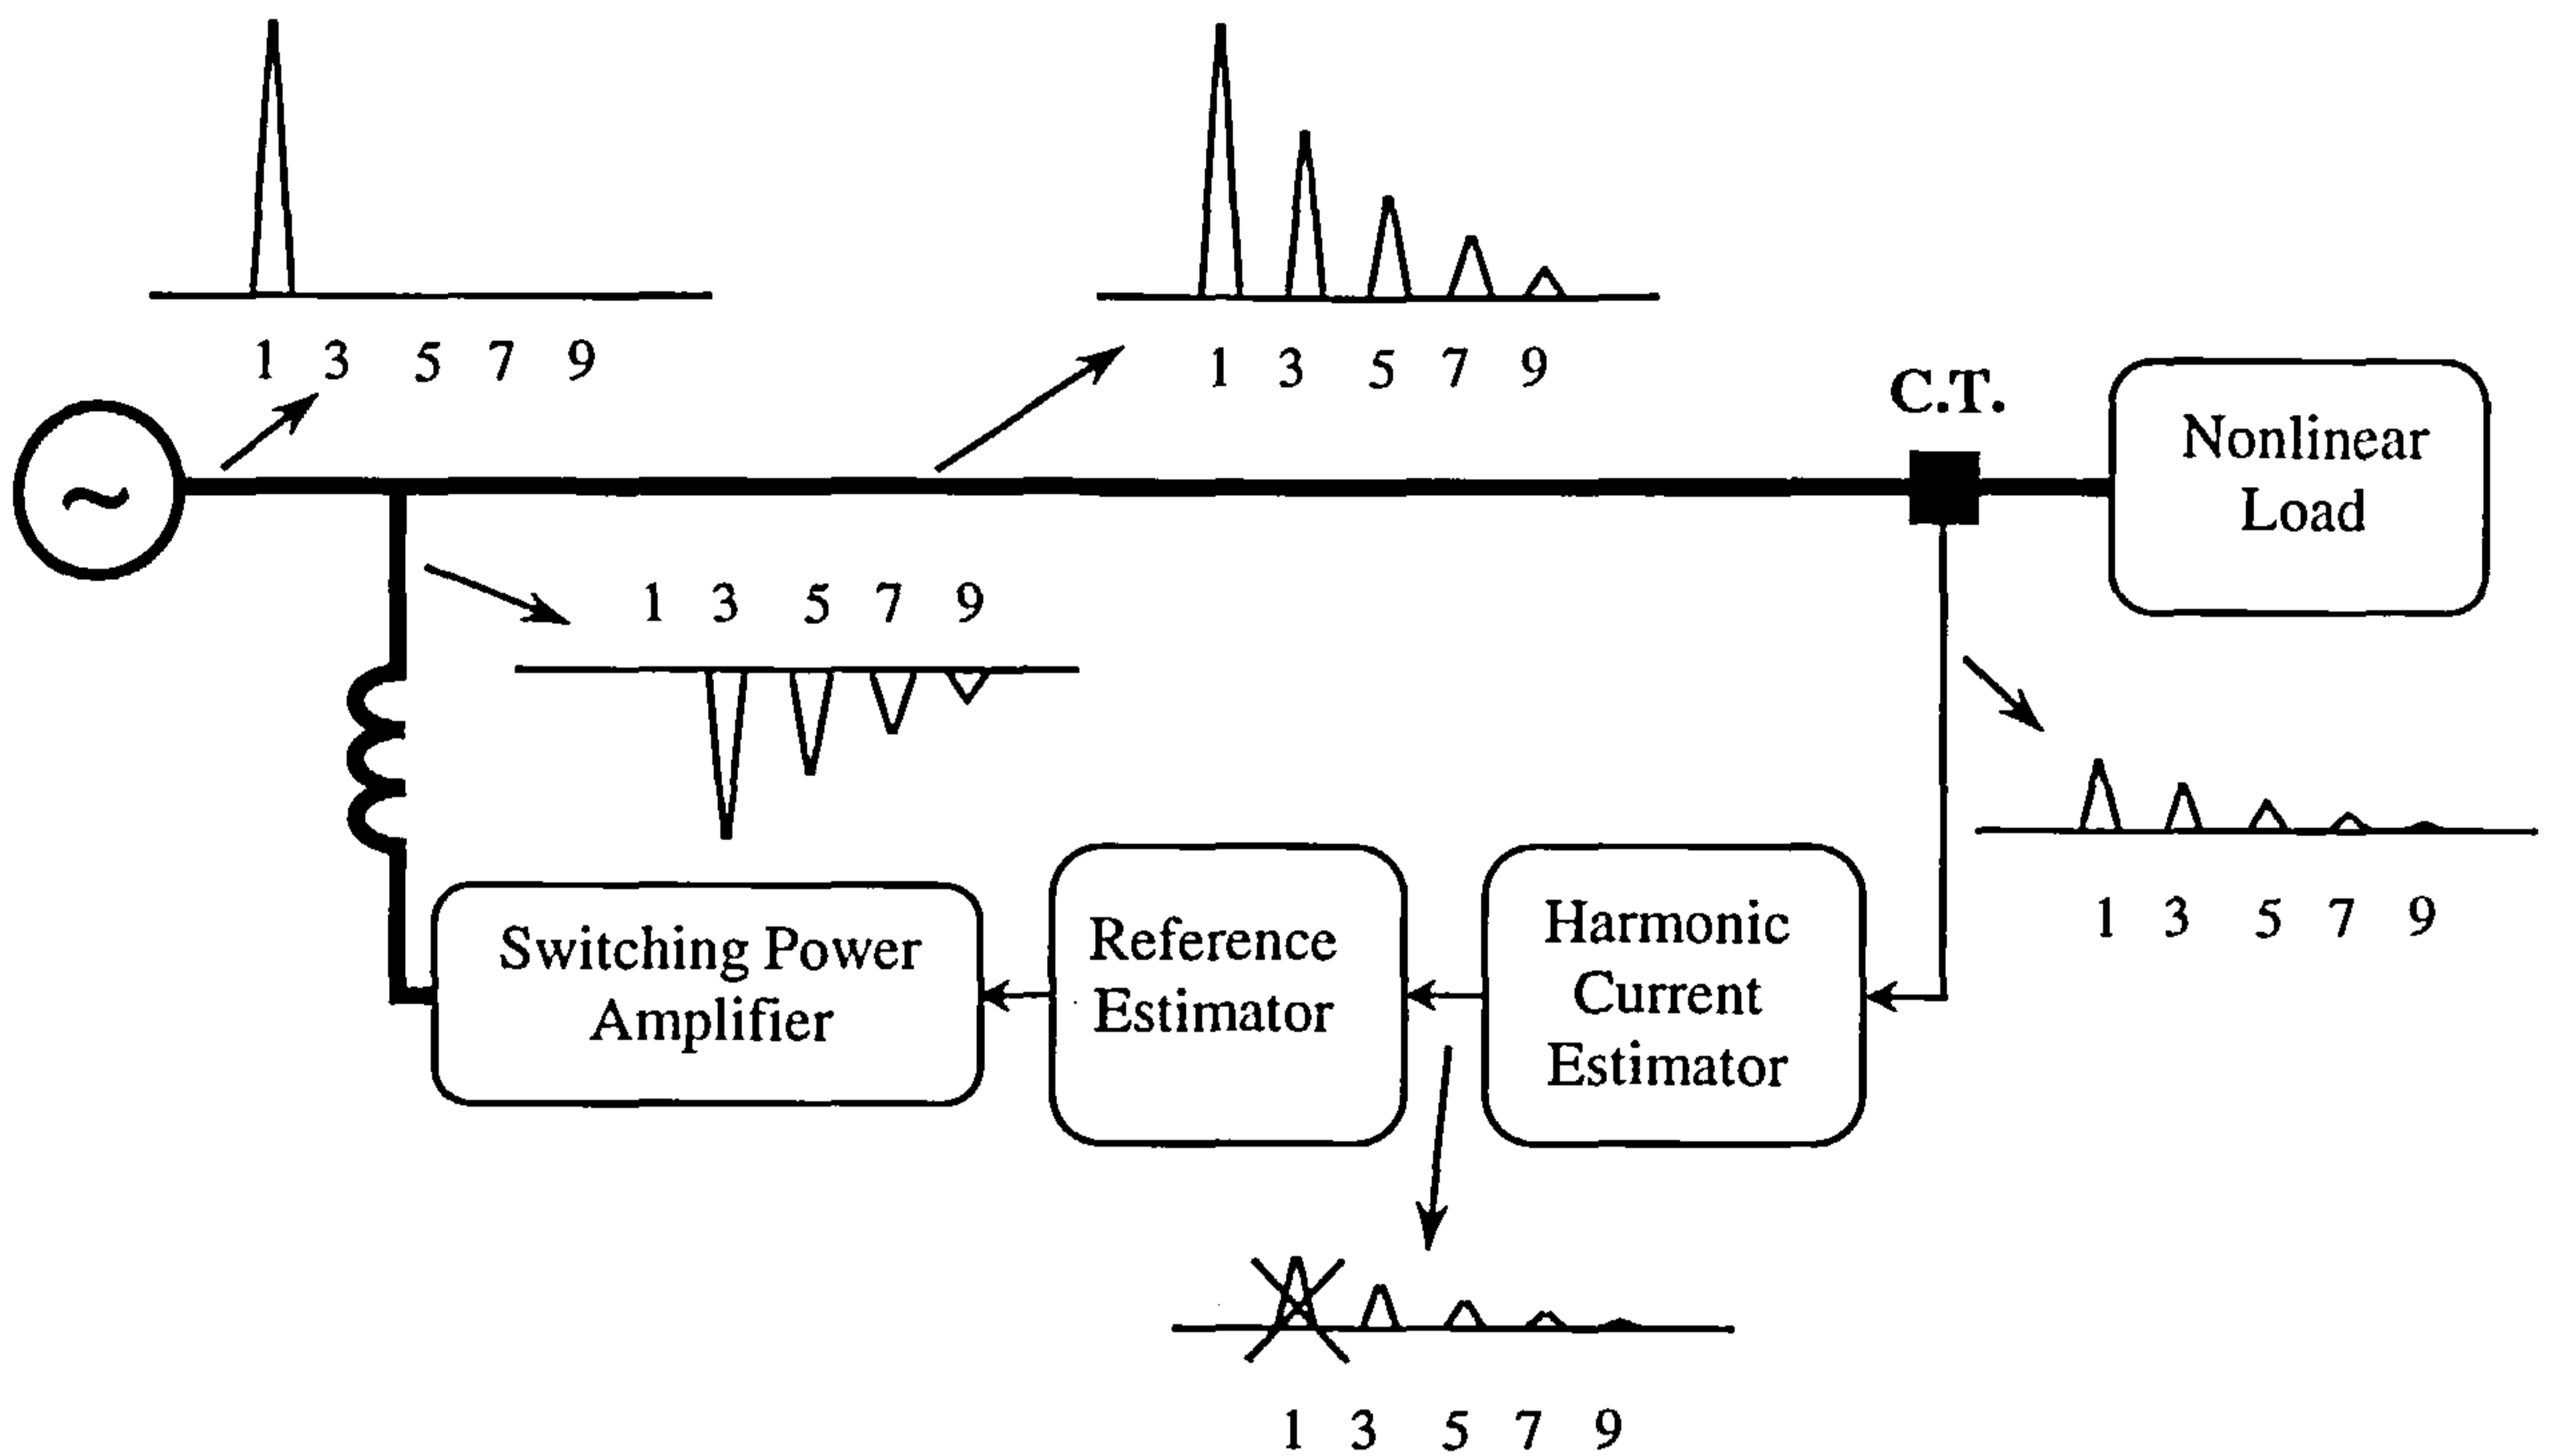 1 3 5 7 9
1 3 5 7 9
C.T.
Nonlinear
Load
~
1 3 5 7 9
1 3 5 7 9
Switching Power
Amplifier
Reference
Estimator
Harmonic
Current
Estimator
1 3 5 7 9